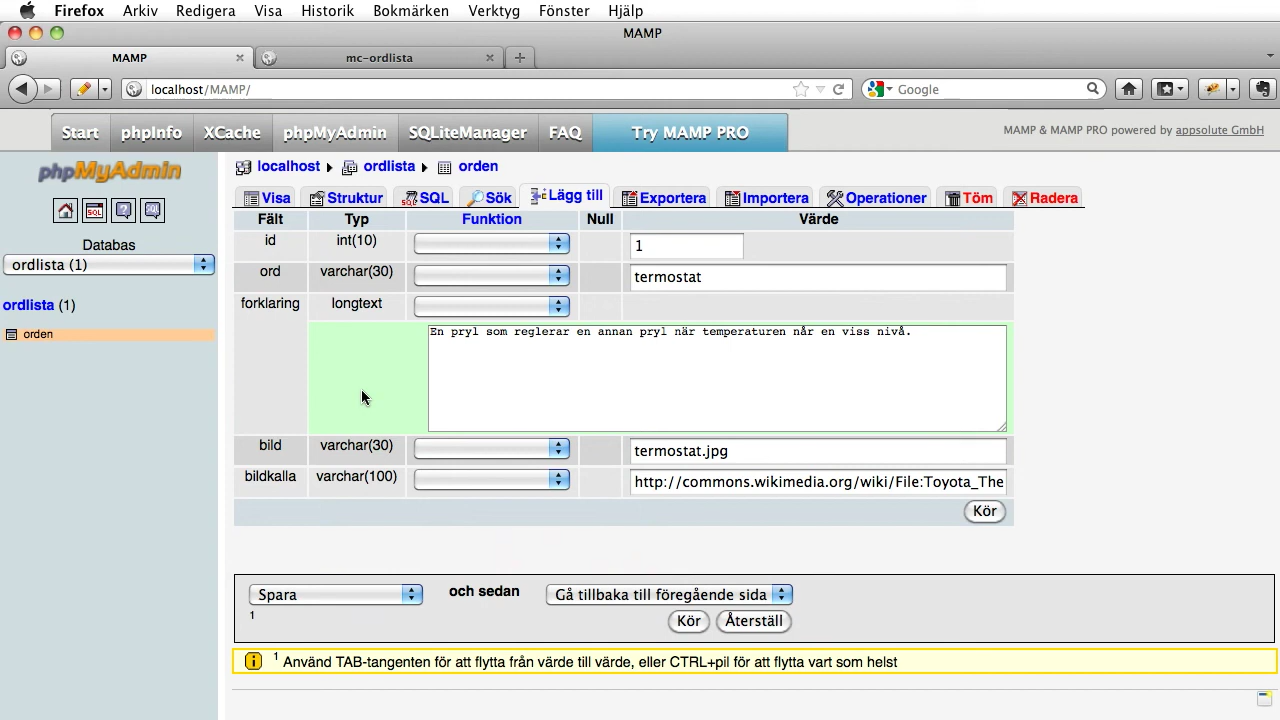 Firefox Arkiv Redigera Visa Historik Bokmärken Verktyg Fönster Hjälp
MAMP
MAMP mc-ordlista
localhost/MAMP/ Google
Start phpInfo XCache phpMyAdmin SQLiteManager FAQ Try MAMP PRO MAMP & MAMP PRO powered by appsolute GmbH
phpMyAdmin
localhost ordlista orden
Visa Struktur SQL Sök Lägg till Exportera Importera Operationer Töm Radera
SQL
Databas
ordlista (1)
ordlista (1)
orden
Fält Typ Funktion Null Värde
id int(10) 1
ord varchar(30) termostat
forklaring longtext
En pryl som reglerar en annan pryl när temperaturen når en viss nivå.
bild varchar(30) termostat.jpg
bildkalla varchar(100) http://commons.wikimedia.org/wiki/File:Toyota_The
Kör
Spara och sedan Gå tillbaka till föregående sida
1
Kör Återställ
1 Använd TAB-tangenten för att flytta från värde till värde, eller CTRL+pil för att flytta vart som helst